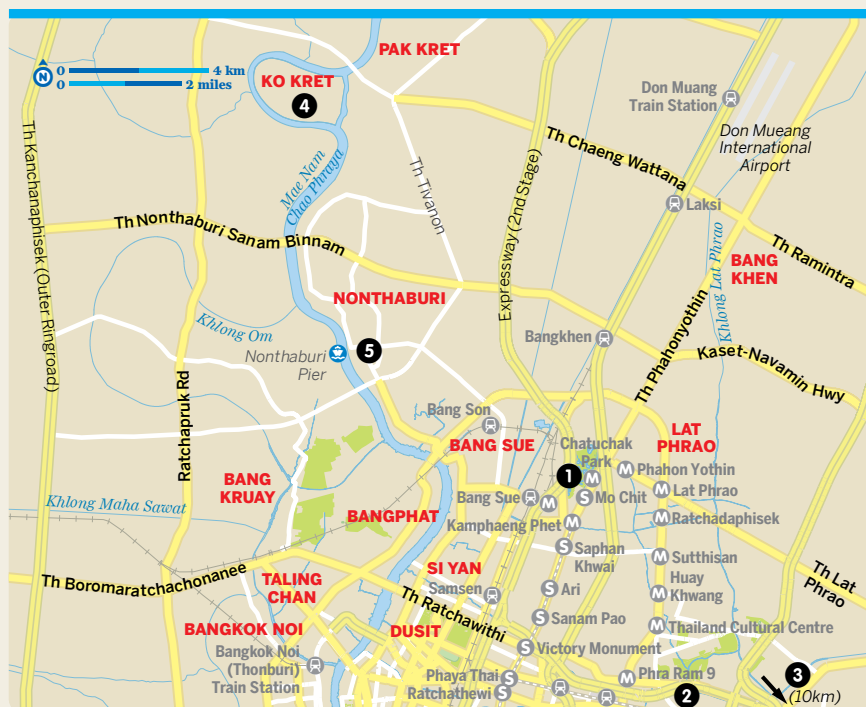 PAK KRET
N
0
4 km
0
2 miles
KO KRET
4
Don Muang
Train Station
Don Mueang
International
Airport
Th Kanchanaphisek (Outer Ringroad)
Th Chaeng Wattana
Mae Nam
Chao Phraya
Th Tivanon
Expressway (2nd Stage)
Laksi
Th Nonthaburi Sanam Binnam
Th Ramintra
BANG
KHEN
Khlong Lat Phrao
NONTHABURI
Khlong Om
Th Phahonyothin
Bangkhen
5
Nonthaburi
Pier
Kaset-Navamin Hwy
Ratchapruk Rd
Bang Son
BANG SUE
LAT
PHRAO
Chatuchak
Park
1
M
M
Phahon Yothin
BANG
KRUAY
Bang Sue
M
S
Mo Chit
M
Lat Phrao
Khlong Maha Sawat
BANGPHAT
Kamphaeng Phet
M
M
Ratchadaphisek
S
Saphan
Khwai
M
Sutthisan
Th Lat
Phrao
Th Boromaratchachonanee
TALING
CHAN
SI YAN
Samsen
S
Ari
M
Huay
Khwang
Th Ratchawithi
S
Sanam Pao
M
Thailand Cultural Centre
BANGKOK NOI
DUSIT
Bangkok Noi
(Thonburi)
Train Station
S
Victory Monument
Phaya Thai
S
M
Phra Ram 9
3
Ratchathewi
S
2
(10km)